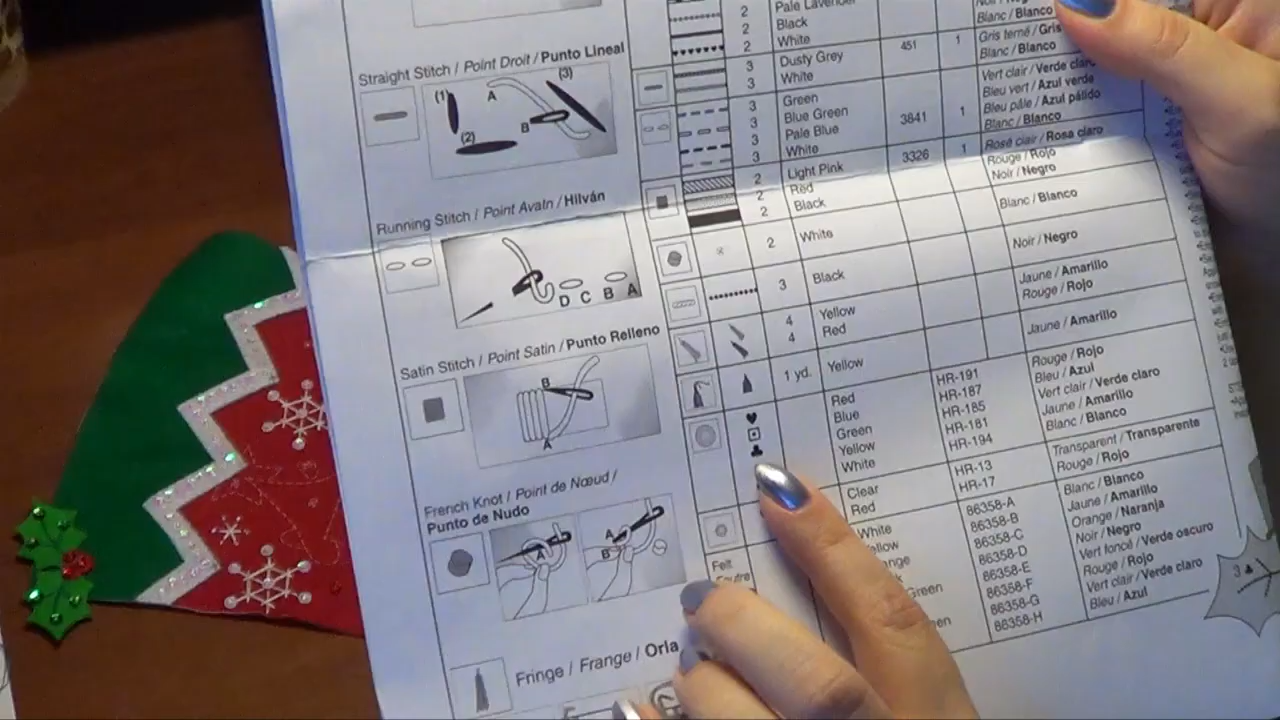 Straight Stitch / Point Droit / Punto Lineal
(1)
A
(3)
(2)
B
Running Stitch / Point Avatn / Hilván
D C B A
Satin Stitch / Point Satin / Punto Relleno
B
A
French Knot / Point de Nœud /
Punto de Nudo
A
A
B
Fringe / Frange / Orla
2 Pale Lavender
2 Black Blanc / Blanco
2 White
3 Dusty Grey 451 1 Gris terne / Gris
3 White Blanc / Blanco
3 Green Vert clair / Verde claro
3 Blue Green Bleu vert / Azul verde
3 Pale Blue 3841 1 Bleu pâle / Azul pálido
3 White Blanc / Blanco
2 Light Pink 3326 1 Rosé clair / Rosa claro
2 Red Rouge / Rojo
2 Black Noir / Negro
2 White Blanc / Blanco
3 Black Noir / Negro
4 Yellow Jaune / Amarillo
4 Red Rouge / Rojo
1 yd. Yellow Jaune / Amarillo
Red HR-191 Rouge / Rojo
Blue HR-187 Bleu / Azul
Green HR-185 Vert clair / Verde claro
Yellow HR-181 Jaune / Amarillo
White HR-194 Blanc / Blanco
Clear HR-13 Transparent / Transparente
Red HR-17 Rouge / Rojo
Felt
White 86358-A Blanc / Blanco
86358-B Jaune / Amarillo
86358-C Orange / Naranja
86358-D Noir / Negro
Green 86358-E Vert foncé / Verde oscuro
86358-F Rouge / Rojo
86358-G Vert clair / Verde claro
86358-H Bleu / Azul
3